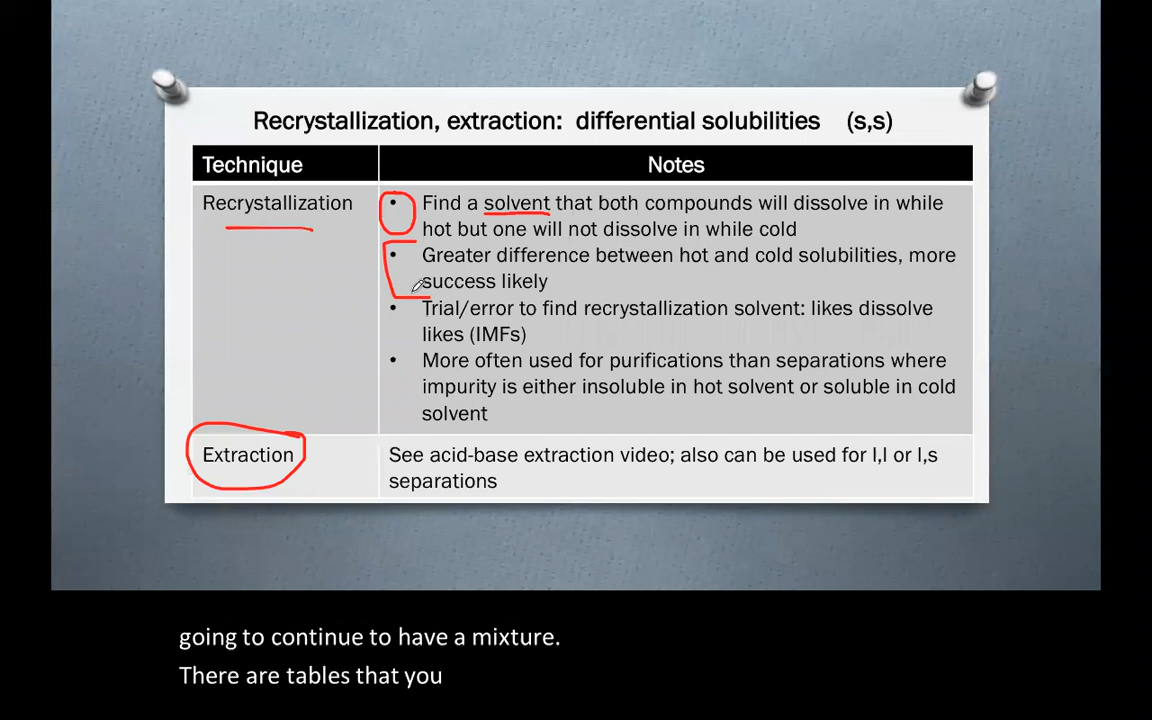 Recrystallization, extraction: differential solubilities (s,s)
Technique
Notes
Recrystallization
• Find a solvent that both compounds will dissolve in while
hot but one will not dissolve in while cold
• Greater difference between hot and cold solubilities, more
success likely
• Trial/error to find recrystallization solvent: likes dissolve
likes (IMFs)
• More often used for purifications than separations where
impurity is either insoluble in hot solvent or soluble in cold
solvent
Extraction
See acid-base extraction video; also can be used for l,l or l,s
separations
going to continue to have a mixture.
There are tables that you